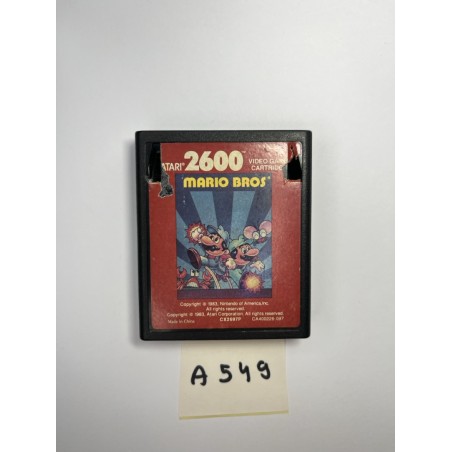 ATARI 2600 VIDEO GAME CARTRIDGE
MARIO BROS
Copyright © 1983, Nintendo of America, Inc.
All rights reserved.
Copyright © 1983, Atari Corporation. All rights reserved.
Made in China CX2697P
A 549